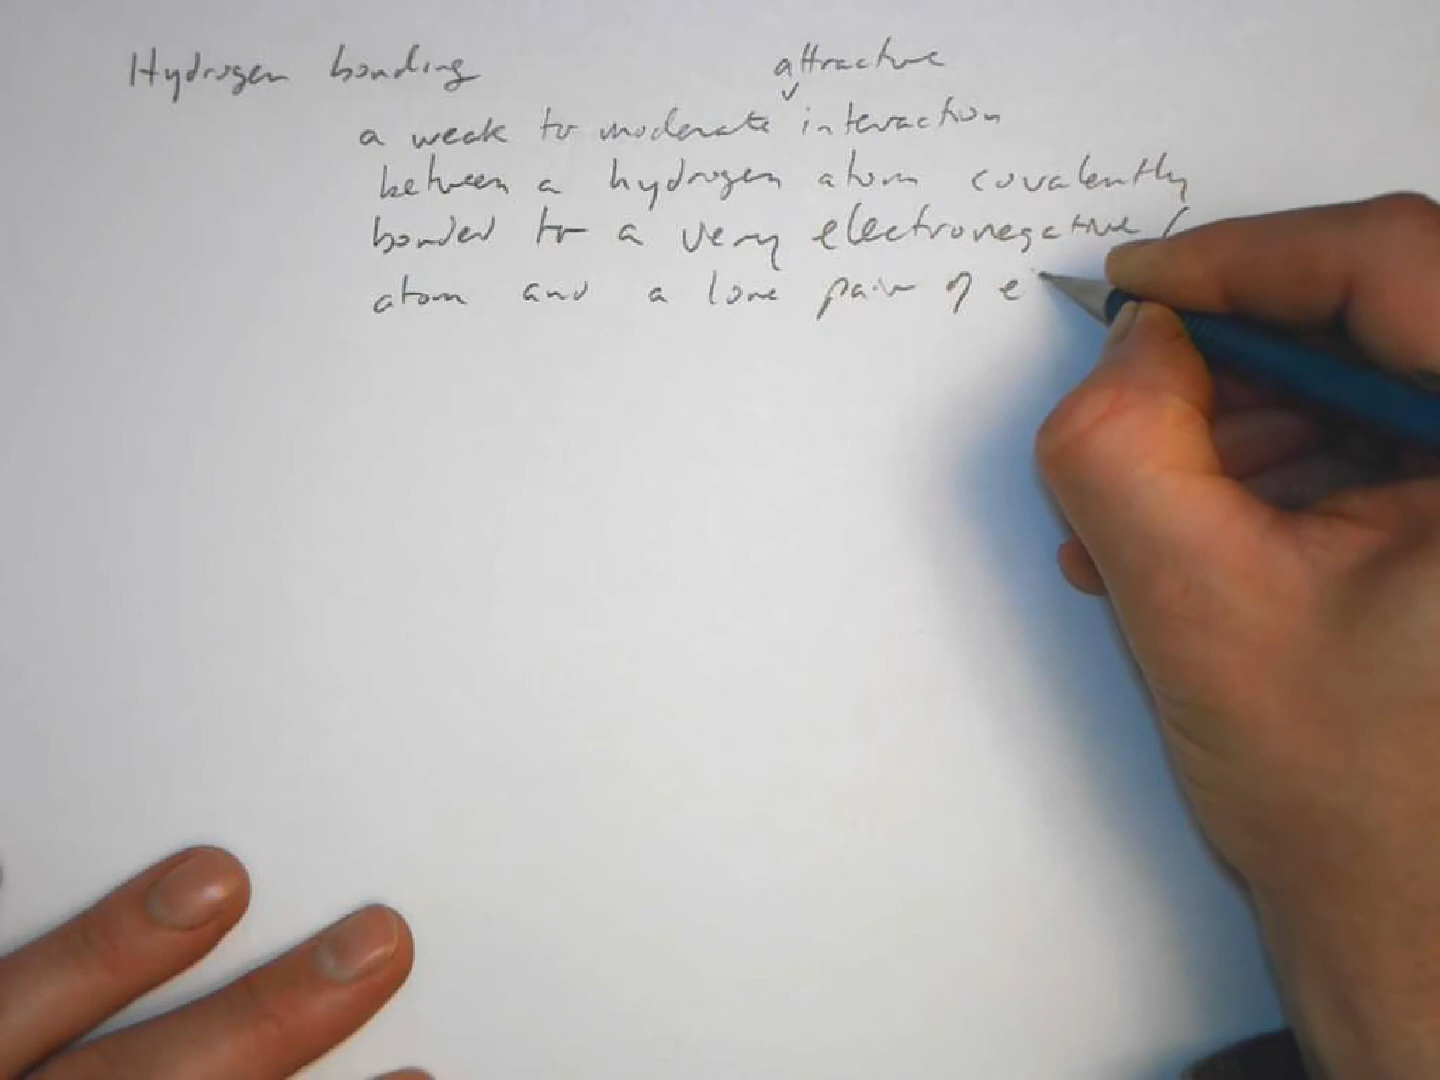 Hydrogen bonding
attractive
a weak to moderate interaction
between a hydrogen atom covalently
bonded to a very electronegative (
atom and a lone pair of e